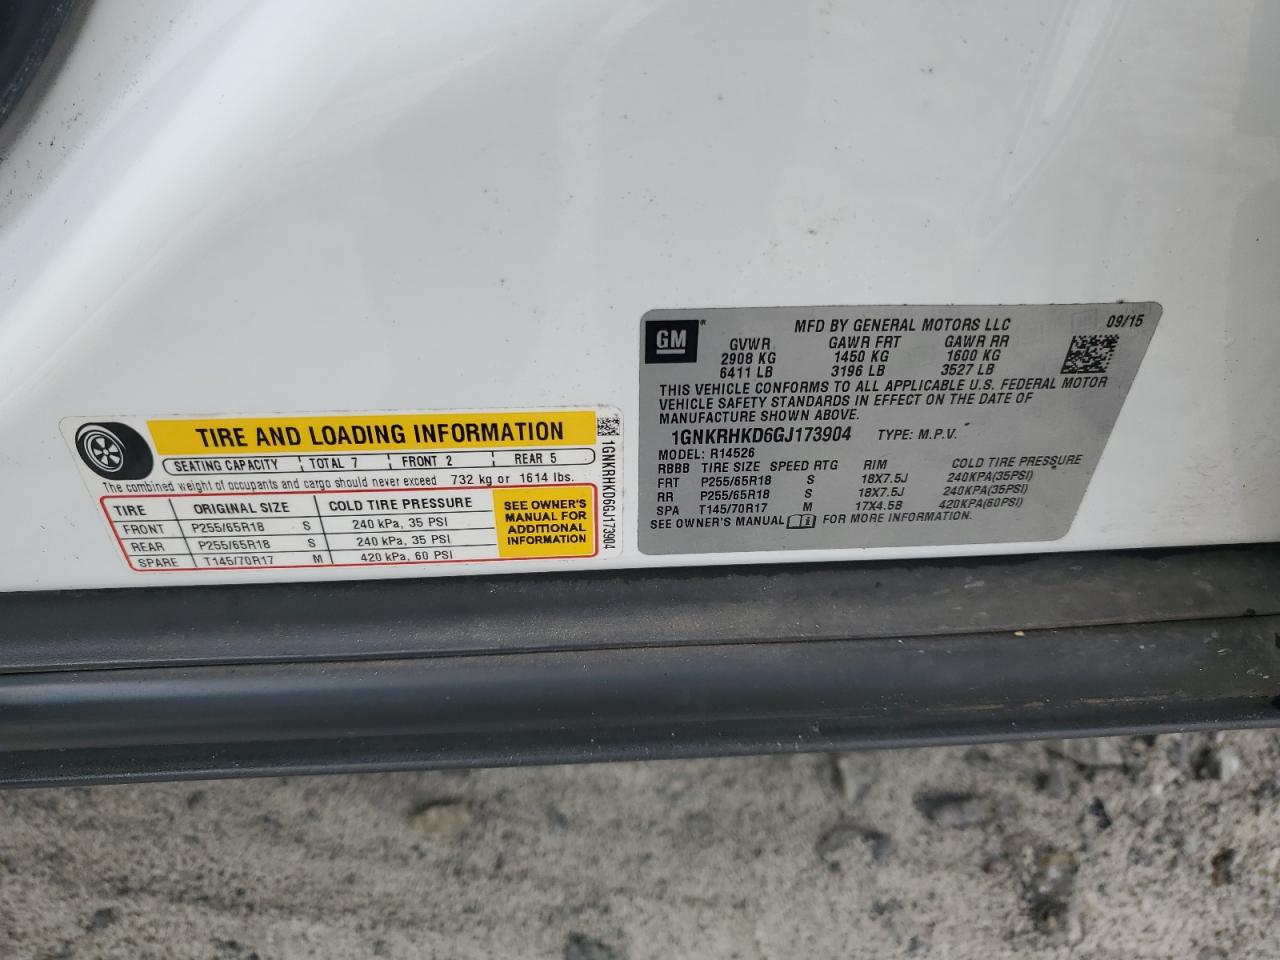 TIRE AND LOADING INFORMATION
SEATING CAPACITY TOTAL 7 FRONT 2 REAR 5
The combined weight of occupants and cargo should never exceed 732 kg or 1614 lbs.
TIRE ORIGINAL SIZE COLD TIRE PRESSURE
FRONT P255/65R18 S 240 kPa, 35 PSI
REAR P255/65R18 S 240 kPa, 35 PSI
SPARE T145/70R17 M 420 kPa, 60 PSI
SEE OWNER'S
MANUAL FOR
ADDITIONAL
INFORMATION
1GNKRHKD6GJ173904
GM ®
MFD BY GENERAL MOTORS LLC 09/15
GVWR GAWR FRT GAWR RR
2908 KG 1450 KG 1600 KG
6411 LB 3196 LB 3527 LB
THIS VEHICLE CONFORMS TO ALL APPLICABLE U.S. FEDERAL MOTOR
VEHICLE SAFETY STANDARDS IN EFFECT ON THE DATE OF
MANUFACTURE SHOWN ABOVE.
1GNKRHKD6GJ173904 TYPE: M.P.V.
MODEL: R14526
RBBB TIRE SIZE SPEED RTG RIM COLD TIRE PRESSURE
FRT P255/65R18 S 18X7.5J 240KPA(35PSI)
RR P255/65R18 S 18X7.5J 240KPA(35PSI)
SPA T145/70R17 M 17X4.5B 420KPA(60PSI)
SEE OWNER'S MANUAL FOR MORE INFORMATION.